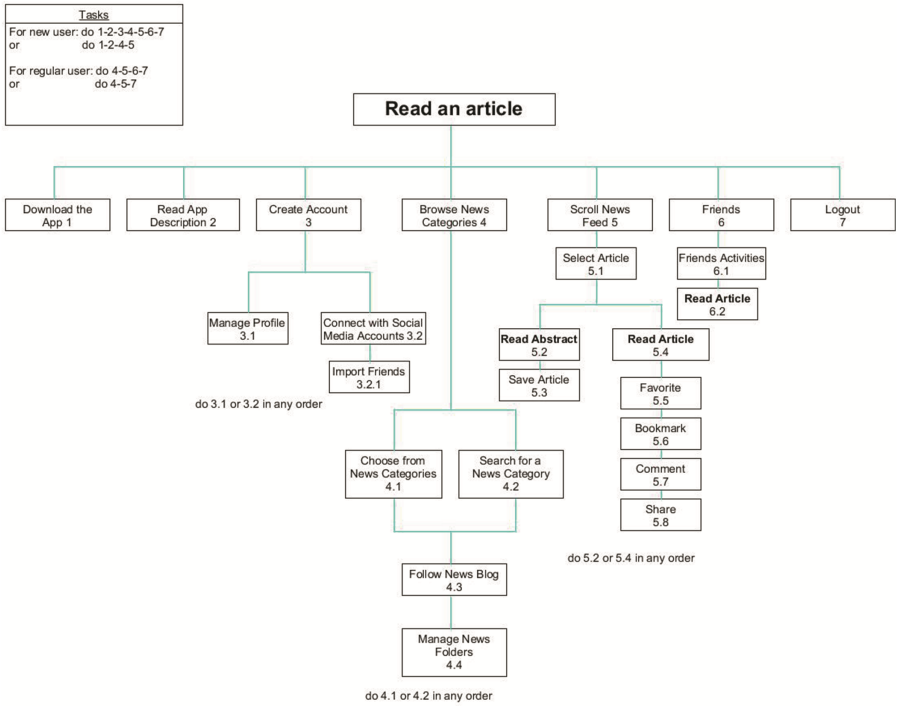 Tasks
For new user: do 1-2-3-4-5-6-7
or do 1-2-4-5
For regular user: do 4-5-6-7
or do 4-5-7
Read an article
Download the
App 1
Read App
Description 2
Create Account
3
Browse News
Categories 4
Scroll News
Feed 5
Friends
6
Logout
7
Manage Profile
3.1
Connect with Social
Media Accounts 3.2
Import Friends
3.2.1
do 3.1 or 3.2 in any order
Choose from
News Categories
4.1
Search for a
News Category
4.2
Follow News Blog
4.3
Manage News
Folders
4.4
do 4.1 or 4.2 in any order
Select Article
5.1
Read Abstract
5.2
Save Article
5.3
Read Article
5.4
Favorite
5.5
Bookmark
5.6
Comment
5.7
Share
5.8
do 5.2 or 5.4 in any order
Friends Activities
6.1
Read Article
6.2